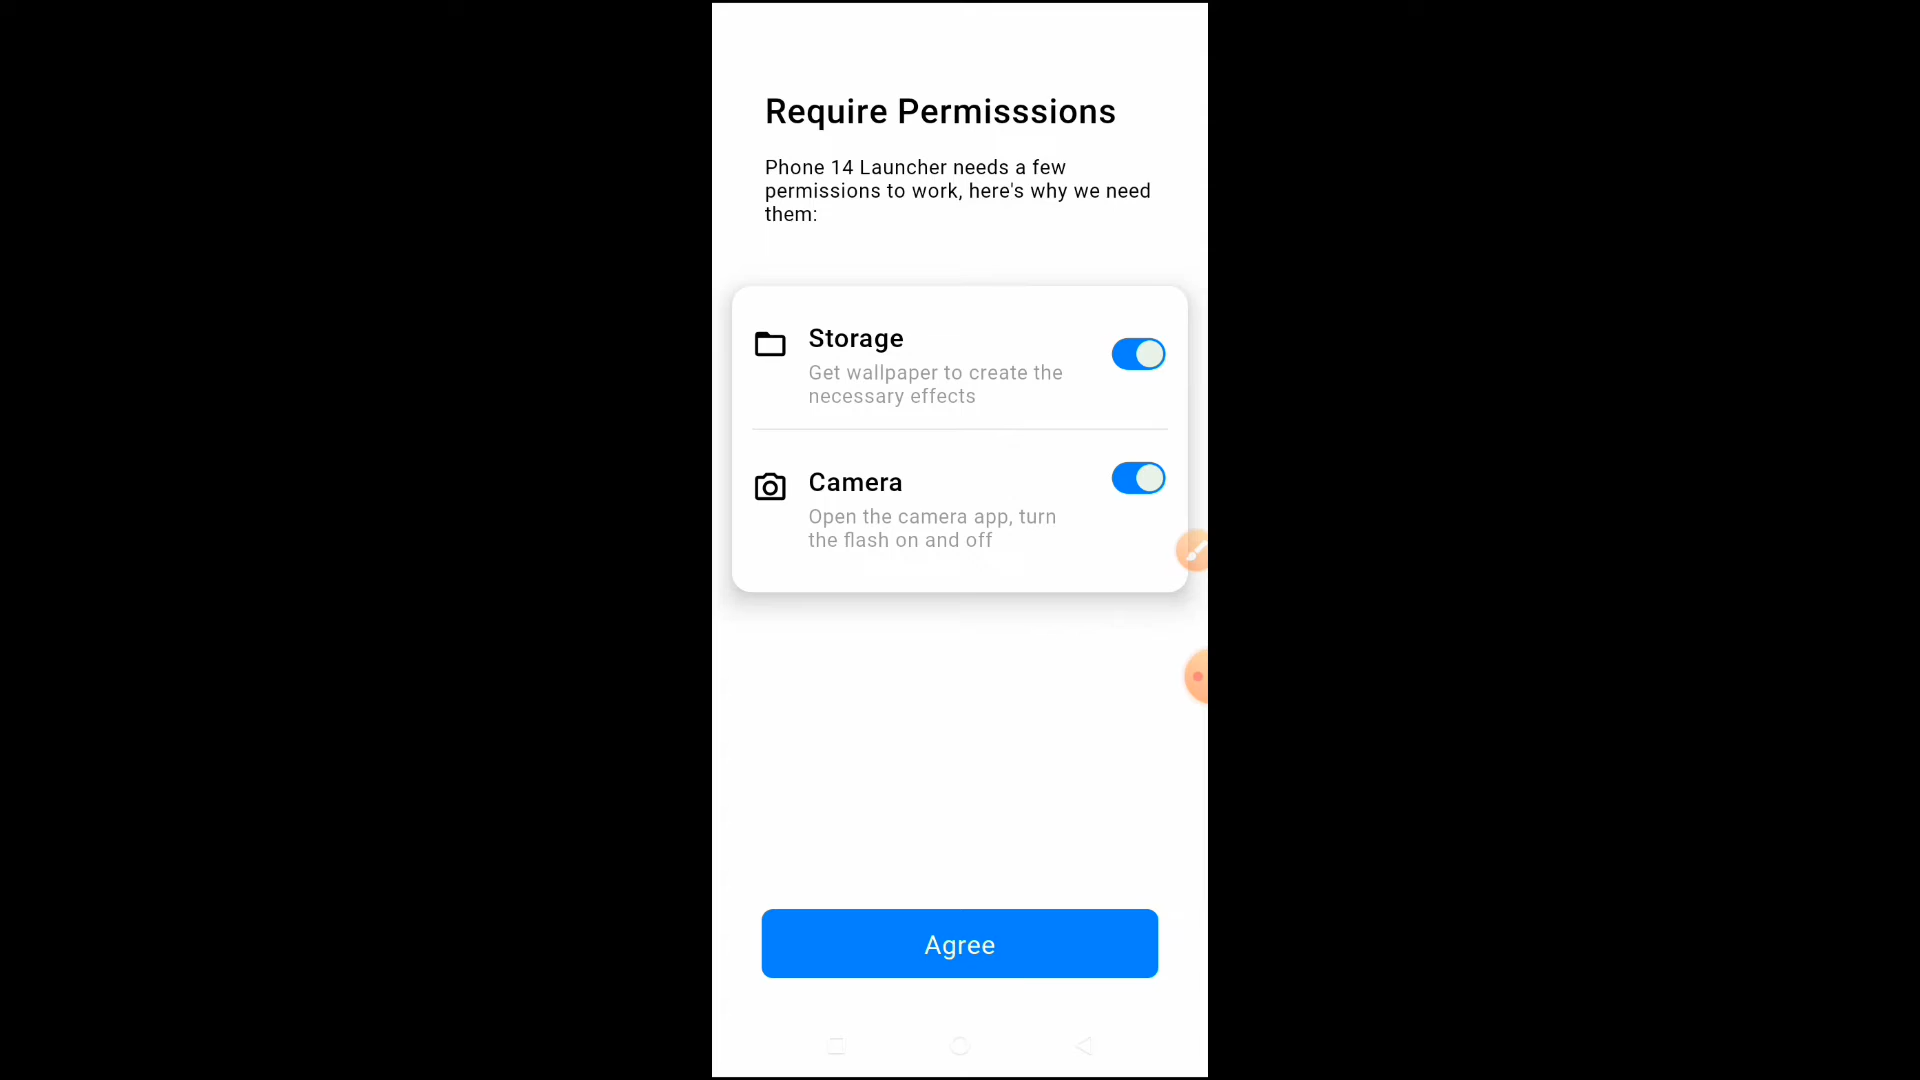 Require Permisssions
Phone 14 Launcher needs a few
permissions to work, here's why we need
them:
Storage
Get wallpaper to create the
necessary effects
Camera
Open the camera app, turn
the flash on and off
Agree